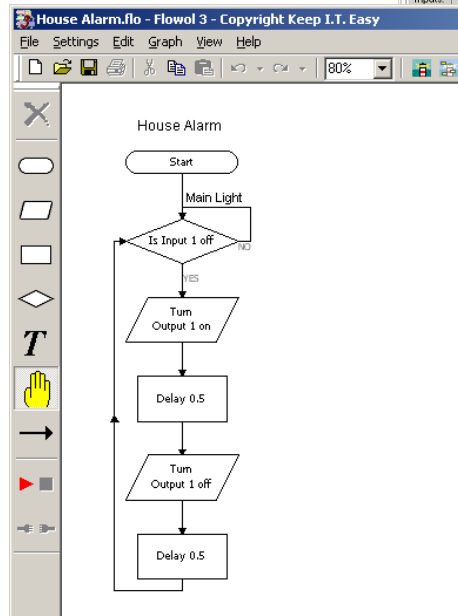 Inputs:
House Alarm.flo - Flowol 3 - Copyright Keep I.T. Easy
File Settings Edit Graph View Help
80%
House Alarm
Start
Main Light
Is Input 1 off
NO
YES
Turn
Output 1 on
Delay 0.5
T
Turn
Output 1 off
Delay 0.5